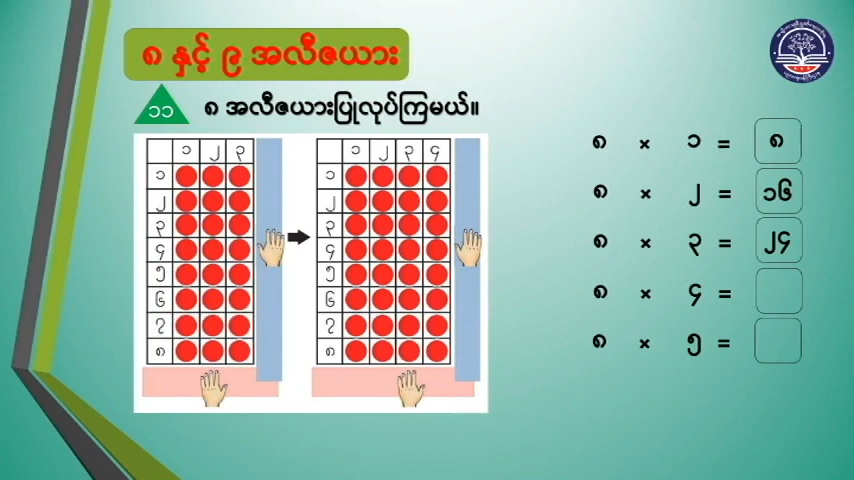 ၈ နှင့် ၉ အလီဇယား
၁၁ ၈ အလီဇယားပြုလုပ်ကြမယ်။
၁ ၂ ၃
၁
၂
၃
၄
၅
၆
၇
၈
၁ ၂ ၃ ၄
၁
၂
၃
၄
၅
၆
၇
၈
၈ × ၁ = ၈
၈ × ၂ = ၁၆
၈ × ၃ = ၂၄
၈ × ၄ =
၈ × ၅ =